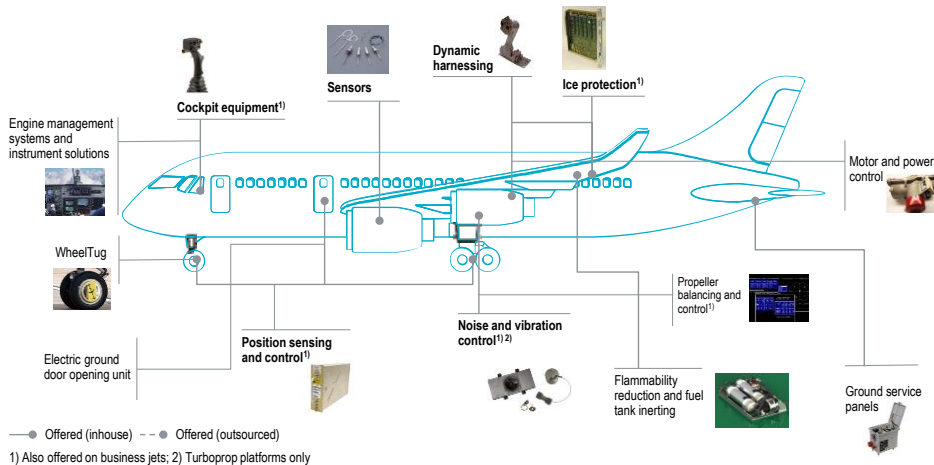 Dynamic
harnessing
Sensors
Ice protection1)
Cockpit equipment1)
Engine management
systems and
instrument solutions
Motor and power
control
WheelTug
Propeller
balancing and
control1)
Position sensing
and control1)
Noise and vibration
control1) 2)
Electric ground
door opening unit
Flammability
reduction and fuel
tank inerting
Ground service
panels
Offered (inhouse) Offered (outsourced)
1) Also offered on business jets; 2) Turboprop platforms only